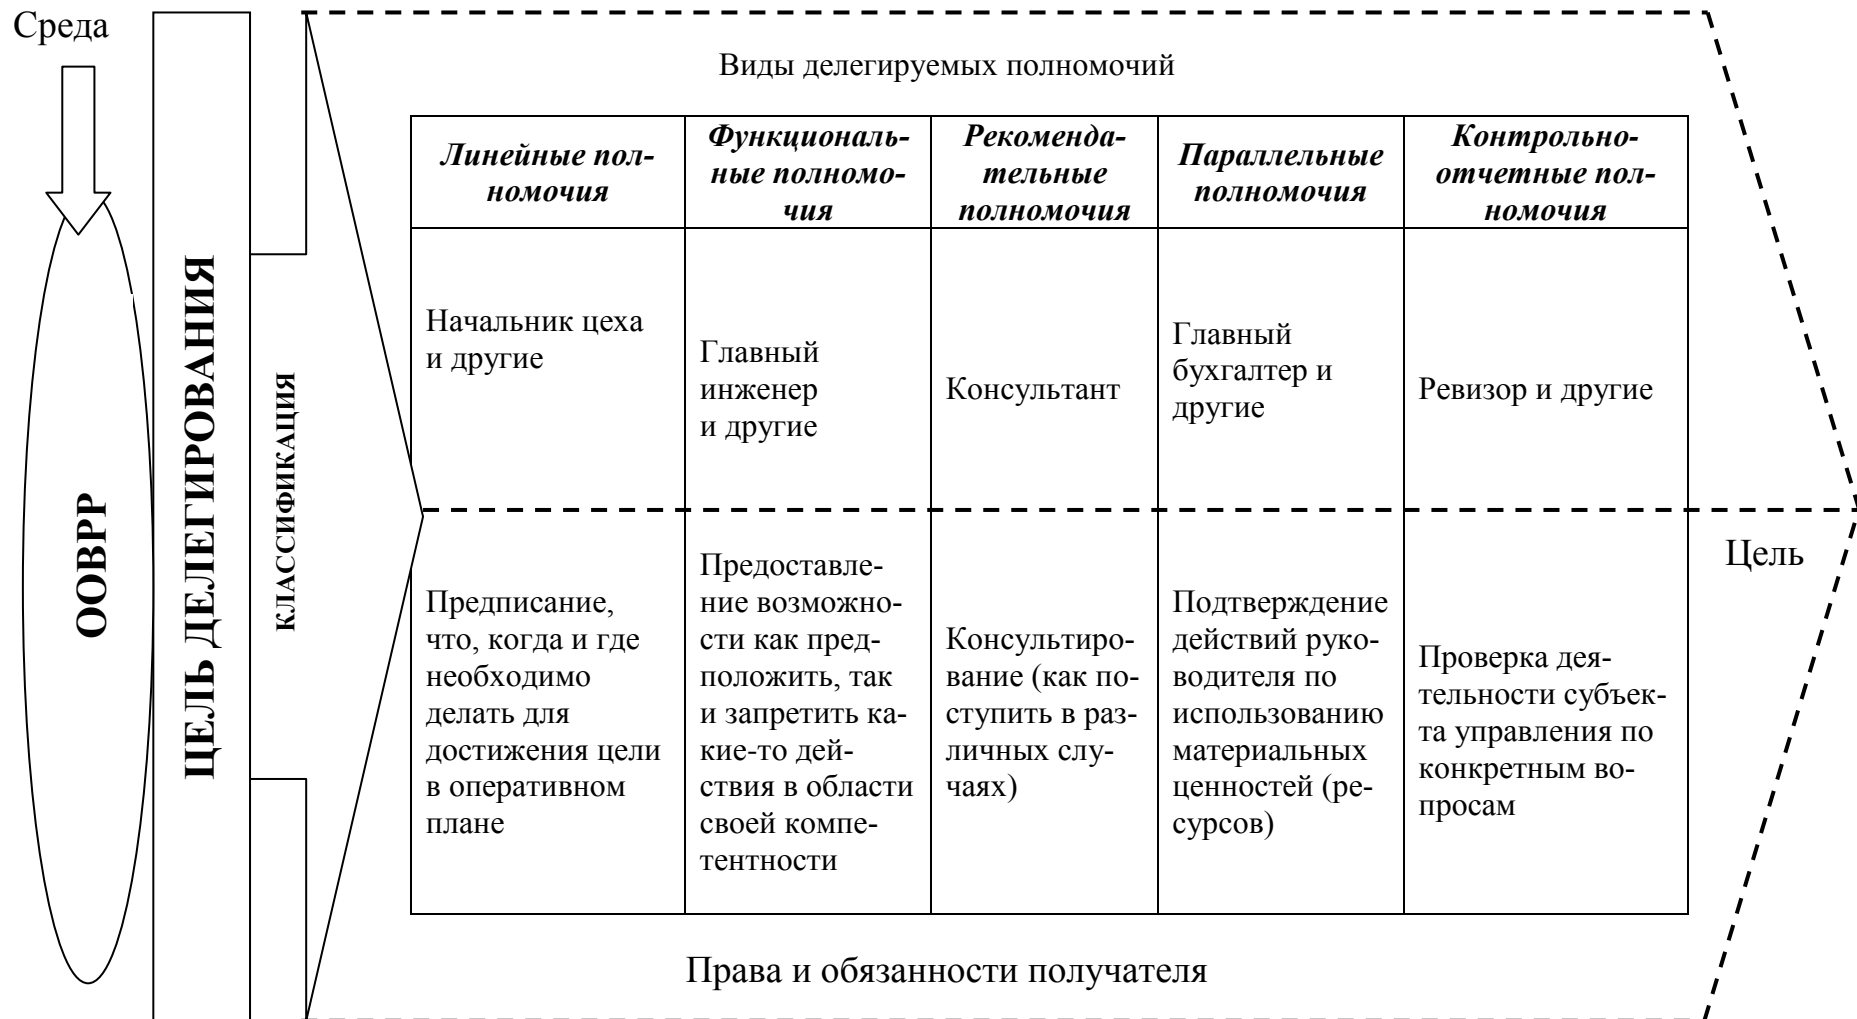 Среда
Виды делегируемых полномочий
Линейные пол-
номочия
Функциональ-
ные полномо-
чия
Рекоменда-
тельные
полномочия
Параллельные
полномочия
Контрольно-
отчетные пол-
номочия
Начальник цеха
и другие
Главный
инженер
и другие
Консультант
Главный
бухгалтер и
другие
Ревизор и другие
ООВРР
ЦЕЛЬ ДЕЛЕГИРОВАНИЯ
КЛАССИФИКАЦИЯ
Предписание,
что, когда и где
необходимо
делать для
достижения цели
в оперативном
плане
Предоставле-
ние возможно-
сти как пред-
положить, так
и запретить ка-
кие-то дей-
ствия в области
своей компе-
тентности
Консультиро-
вание (как по-
ступить в раз-
личных слу-
чаях)
Подтверждение
действий руко-
водителя по
использованию
материальных
ценностей (ре-
сурсов)
Проверка дея-
тельности субъек-
та управления по
конкретным во-
просам
Цель
Права и обязанности получателя